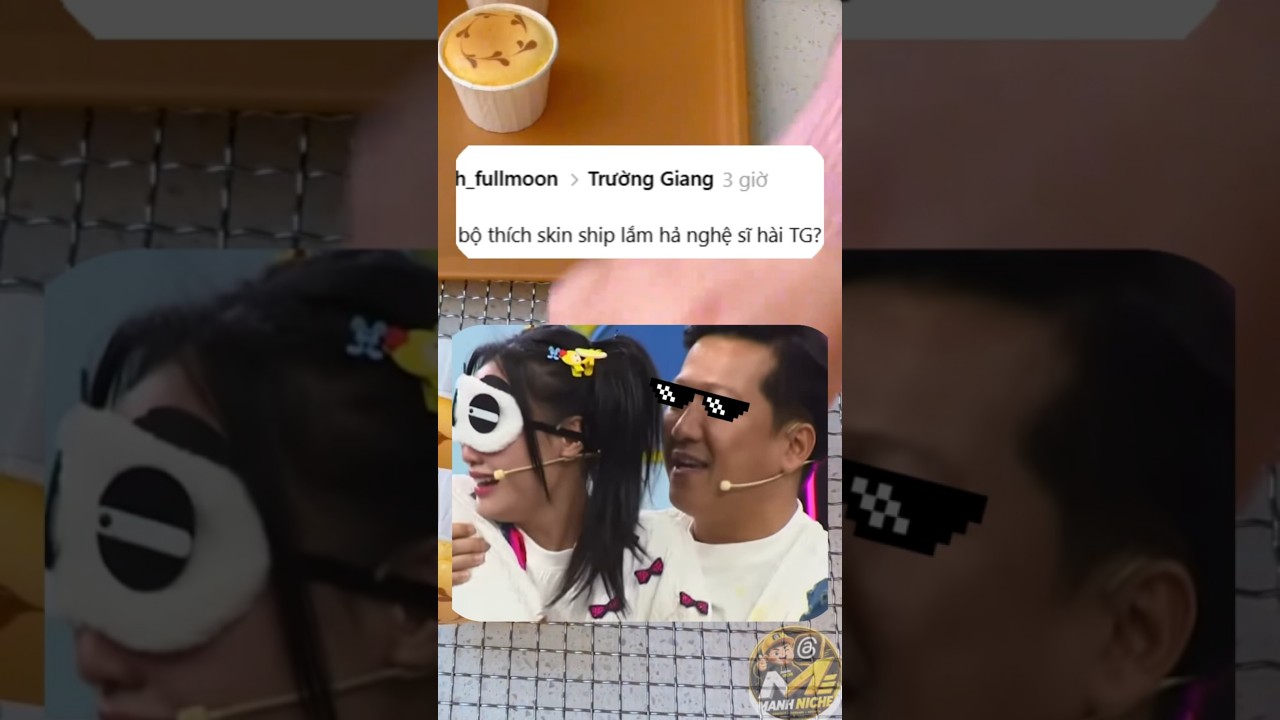 h_fullmoon > Trường Giang 3 giờ
bộ thích skin ship lắm hả nghệ sĩ hài TG?
MANH NICHE